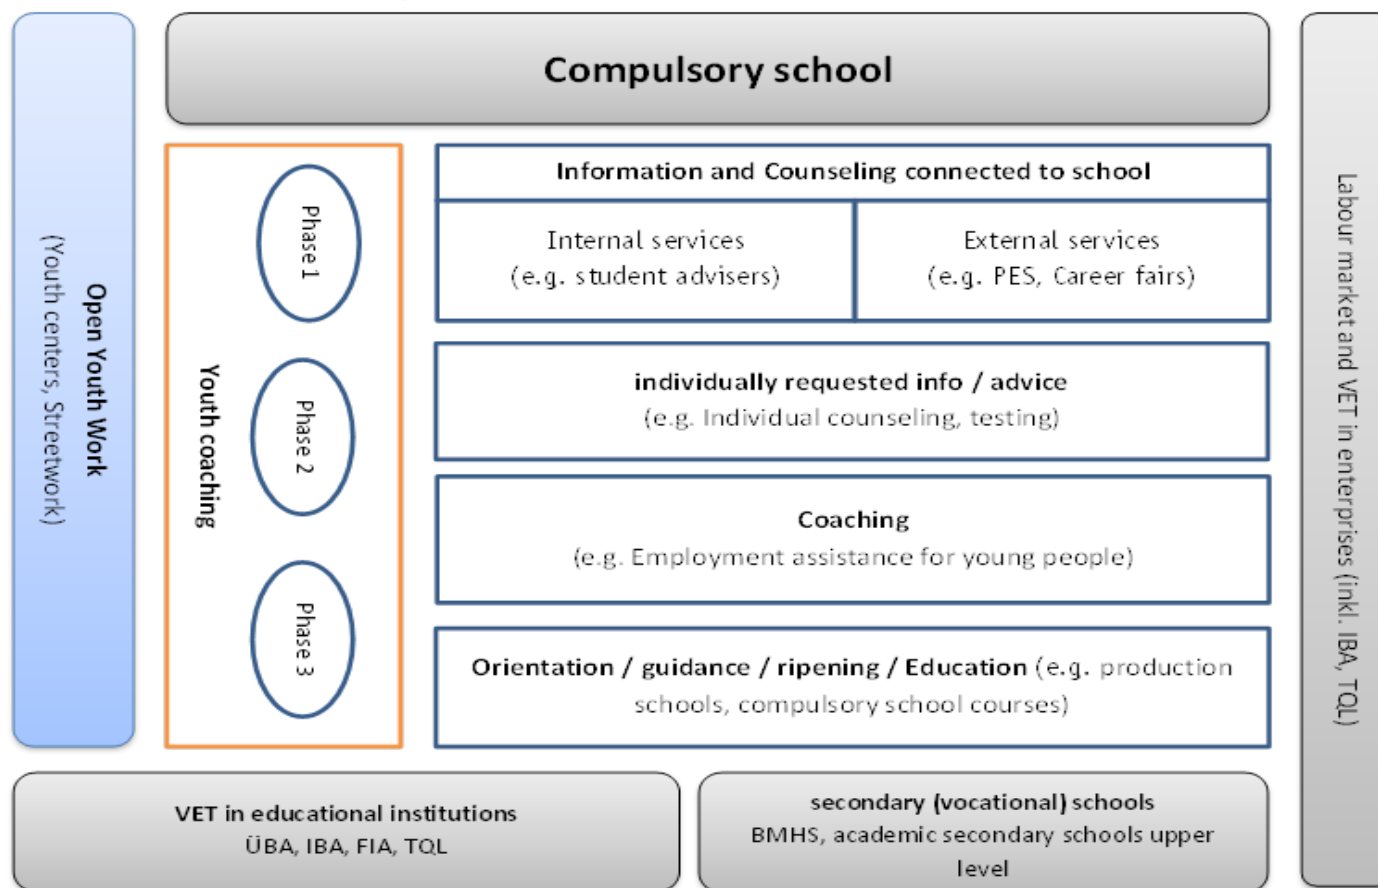 Compulsory school
Open Youth Work
(Youth centers, Streetwork)
Youth coaching
Phase 1
Phase 2
Phase 3
Information and Counseling connected to school
Internal services
(e.g. student advisers)
External services
(e.g. PES, Career fairs)
individually requested info / advice
(e.g. Individual counseling, testing)
Coaching
(e.g. Employment assistance for young people)
Orientation / guidance / ripening / Education (e.g. production
schools, compulsory school courses)
Labour market and VET in enterprises (inkl. IBA, TQL)
VET in educational institutions
ÜBA, IBA, FIA, TQL
secondary (vocational) schools
BMHS, academic secondary schools upper
level